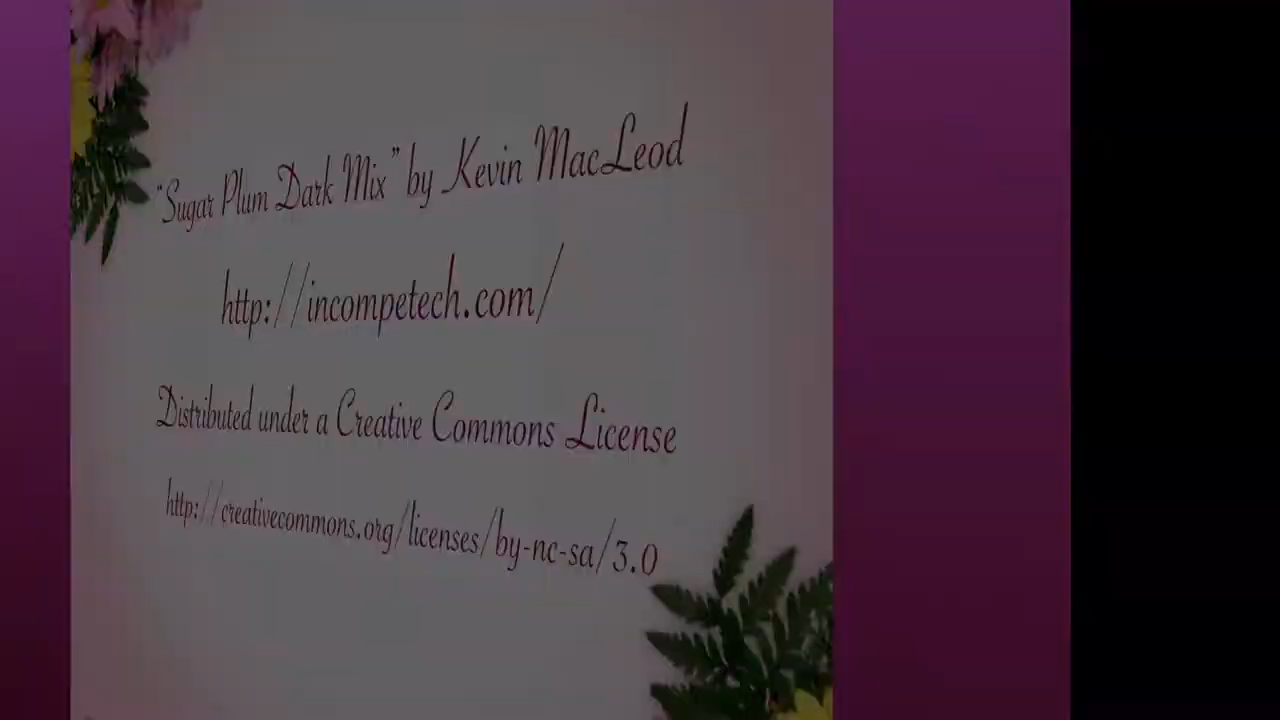 "Sugar Plum Dark Mix" by Kevin MacLeod
http://incompetech.com/
Distributed under a Creative Commons License
http://creativecommons.org/licenses/by-nc-sa/3.0